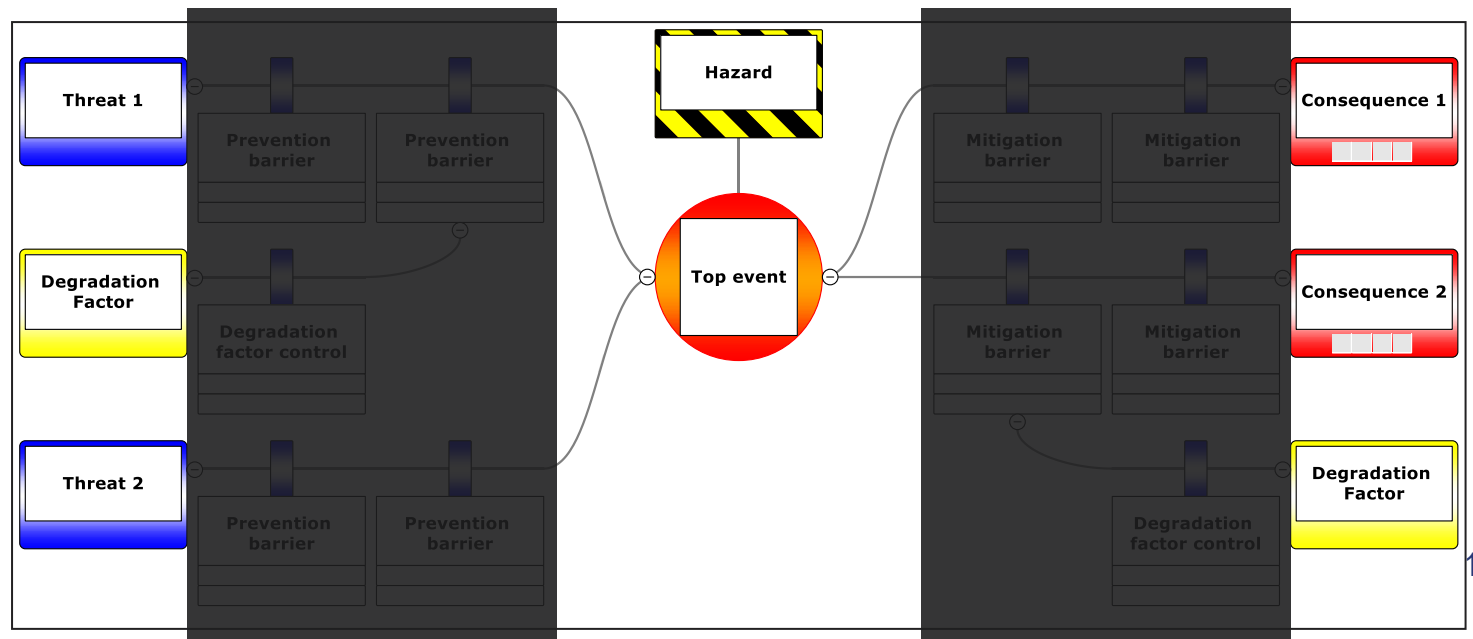 Hazard
Threat 1
Prevention
barrier
Prevention
barrier
Mitigation
barrier
Mitigation
barrier
Consequence 1
Degradation
Factor
Degradation
factor control
Top event
Mitigation
barrier
Mitigation
barrier
Consequence 2
Threat 2
Prevention
barrier
Prevention
barrier
Degradation
factor control
Degradation
Factor